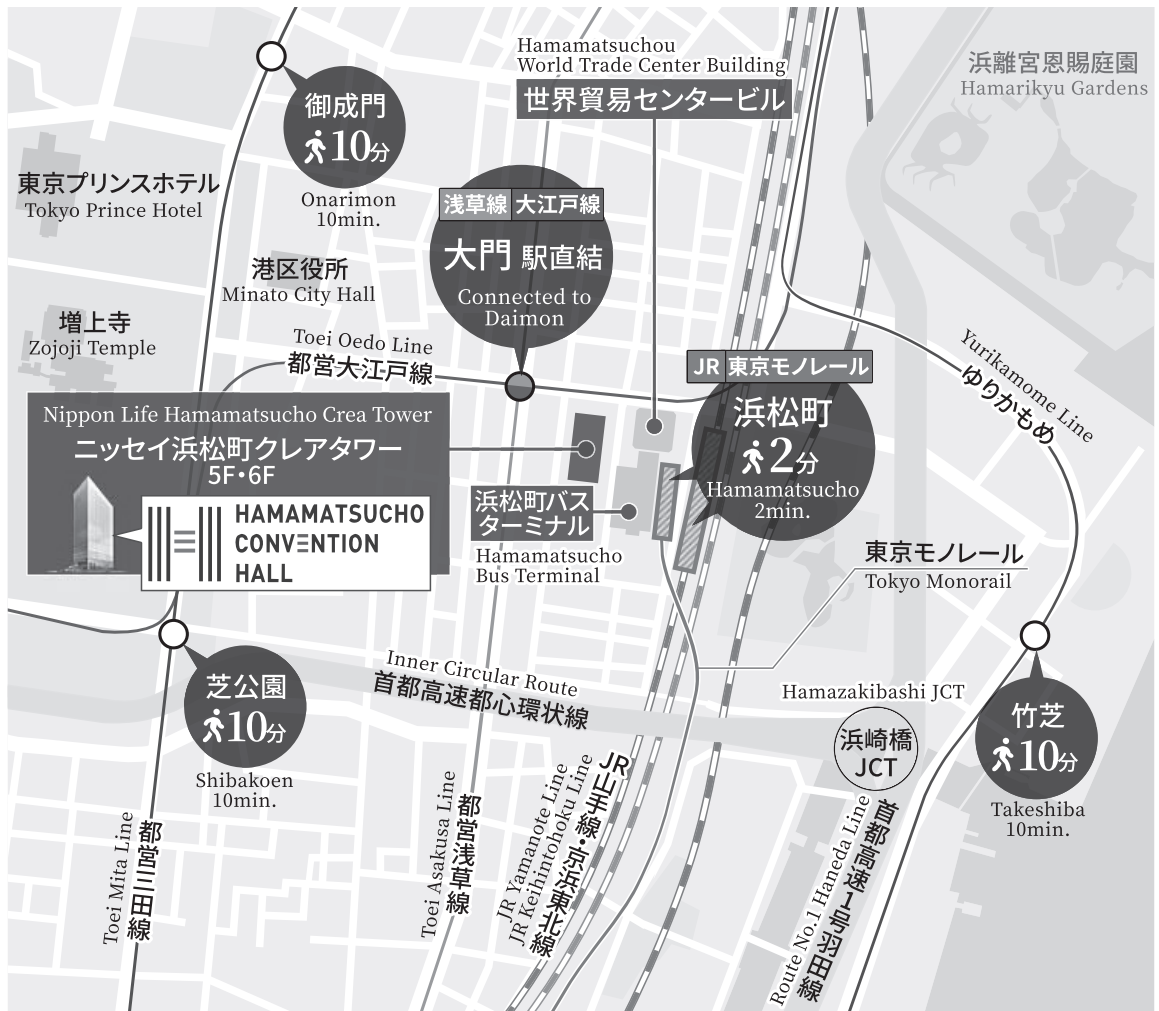 Hamamatsuchou
World Trade Center Building
世界貿易センタービル
浜離宮恩賜庭園
Hamarikyu Gardens
御成門
10分
Onarimon
10min.
東京プリンスホテル
Tokyo Prince Hotel
浅草線 大江戸線
大門 駅直結
Connected to
Daimon
港区役所
Minato City Hall
増上寺
Zojoji Temple
Toei Oedo Line
都営大江戸線
Yurikamome Line
ゆりかもめ
JR 東京モノレール
浜松町
2分
Hamamatsucho
2min.
Nippon Life Hamamatsucho Crea Tower
ニッセイ浜松町クレアタワー
5F・6F
HAMAMATSUCHO
CONVENTION
HALL
浜松町バス
ターミナル
Hamamatsucho
Bus Terminal
東京モノレール
Tokyo Monorail
芝公園
10分
Shibakoen
10min.
Inner Circular Route
首都高速都心環状線
Hamazakibashi JCT
浜崎橋
JCT
竹芝
10分
Takeshiba
10min.
Toei Mita Line
都営三田線
Toei Asakusa Line
都営浅草線
JR Yamanote Line
JR Keihintohoku Line
JR山手線・京浜東北線
Route No.1 Haneda Line
首都高速1号羽田線